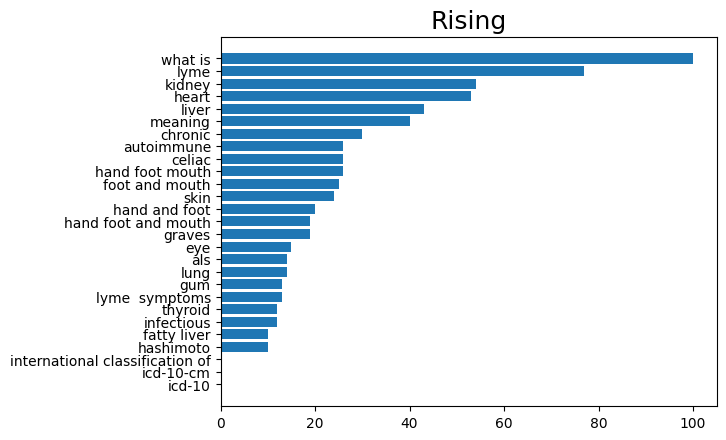 Rising
what is
lyme
kidney
heart
liver
meaning
chronic
autoimmune
celiac
hand foot mouth
foot and mouth
skin
hand and foot
hand foot and mouth
graves
eye
als
lung
gum
lyme  symptoms
thyroid
infectious
fatty liver
hashimoto
international classification of
icd-10-cm
icd-10
0 20 40 60 80 100